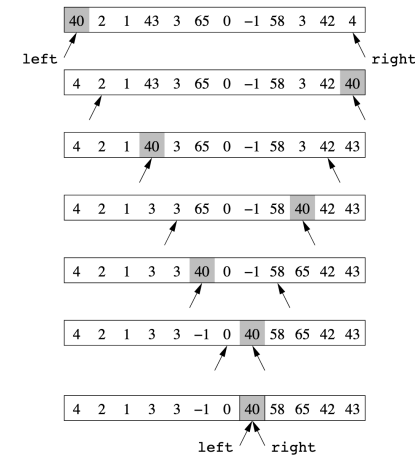 40 2 1 43 3 65 0 −1 58 3 42 4
left right
4 2 1 43 3 65 0 −1 58 3 42 40
4 2 1 40 3 65 0 −1 58 3 42 43
4 2 1 3 3 65 0 −1 58 40 42 43
4 2 1 3 3 40 0 −1 58 65 42 43
4 2 1 3 3 −1 0 40 58 65 42 43
4 2 1 3 3 −1 0 40 58 65 42 43
left right